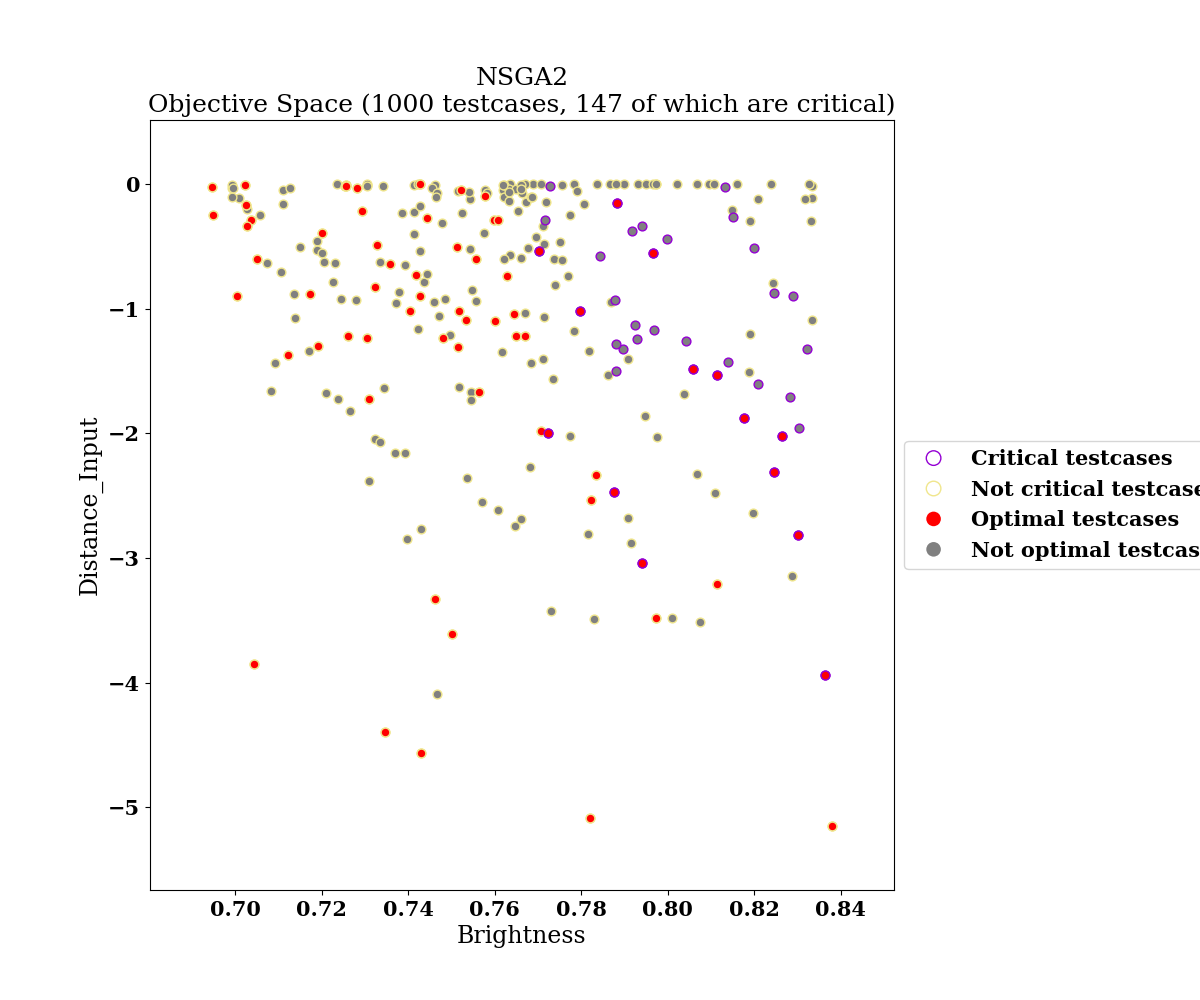 NSGA2
Objective Space (1000 testcases, 147 of which are critical)
Distance_Input
0
−1
−2
−3
−4
−5
0.70 0.72 0.74 0.76 0.78 0.80 0.82 0.84
Brightness
Critical testcases
Not critical testcase
Optimal testcases
Not optimal testcas